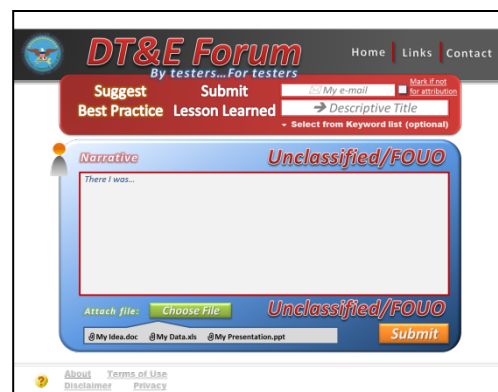 DT&E Forum
By testers...For testers
Home Links Contact
Suggest Best Practice
Submit Lesson Learned
My e-mail
Mark if not for attribution
Descriptive Title
Select from Keyword list (optional)
Narrative
Unclassified/FOUO
There I was...
Attach file: Choose File
Unclassified/FOUO
My Idea.doc My Data.xls My Presentation.ppt
Submit
About Terms of Use
Disclaimer Privacy